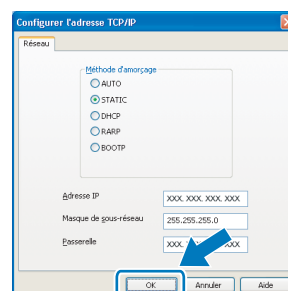 Configurer l'adresse TCP/IP
Réseau
Méthode d'amorçage
AUTO
STATIC
DHCP
RARP
BOOTP
Adresse IP XXX. XXX. XXX. XXX
Masque de sous-réseau 255.255.255.0
Passerelle XXX. XXX
OK Annuler Aide